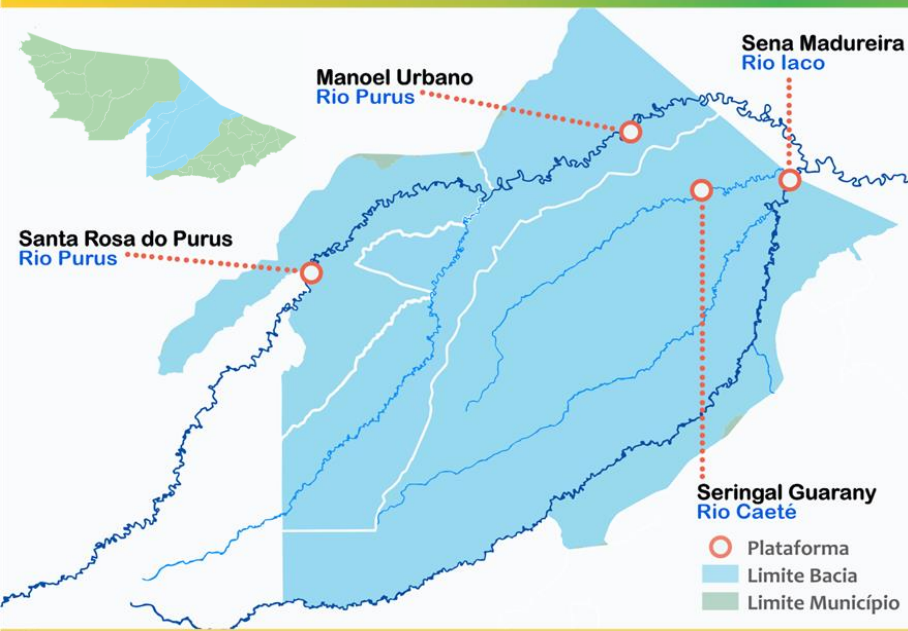 Sena Madureira
Rio Iaco
Manoel Urbano
Rio Purus
Santa Rosa do Purus
Rio Purus
Seringal Guarany
Rio Caeté
Plataforma
Limite Bacia
Limite Município